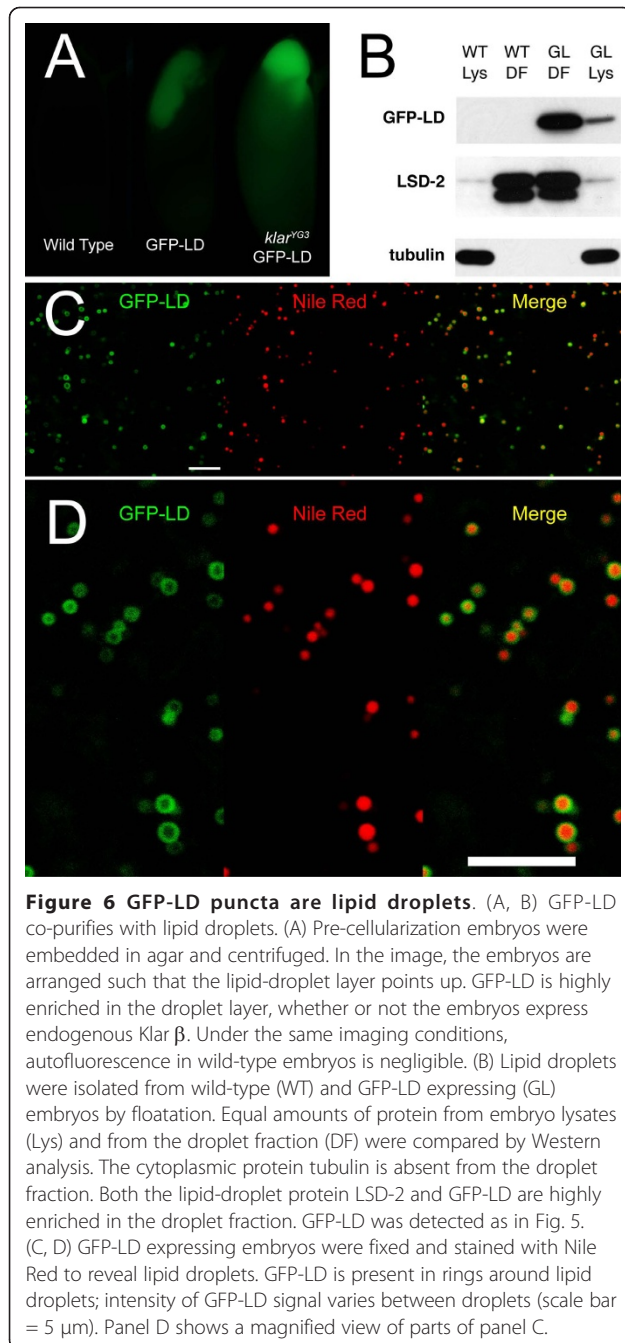 A
Wild Type
GFP-LD
klarYG3
GFP-LD
B
WT WT GL GL
Lys DF DF Lys
GFP-LD
LSD-2
tubulin
C
GFP-LD
Nile Red
Merge
D
GFP-LD
Nile Red
Merge
Figure 6 GFP-LD puncta are lipid droplets. (A, B) GFP-LD
co-purifies with lipid droplets. (A) Pre-cellularization embryos were
embedded in agar and centrifuged. In the image, the embryos are
arranged such that the lipid-droplet layer points up. GFP-LD is highly
enriched in the droplet layer, whether or not the embryos express
endogenous Klar β. Under the same imaging conditions,
autofluorescence in wild-type embryos is negligible. (B) Lipid droplets
were isolated from wild-type (WT) and GFP-LD expressing (GL)
embryos by floatation. Equal amounts of protein from embryo lysates
(Lys) and from the droplet fraction (DF) were compared by Western
analysis. The cytoplasmic protein tubulin is absent from the droplet
fraction. Both the lipid-droplet protein LSD-2 and GFP-LD are highly
enriched in the droplet fraction. GFP-LD was detected as in Fig. 5.
(C, D) GFP-LD expressing embryos were fixed and stained with Nile
Red to reveal lipid droplets. GFP-LD is present in rings around lipid
droplets; intensity of GFP-LD signal varies between droplets (scale bar
= 5 μm). Panel D shows a magnified view of parts of panel C.